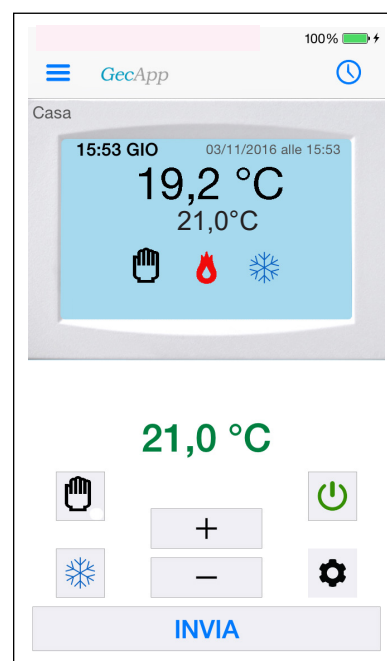 100%
GecApp
Casa
15:53 GIO 03/11/2016 alle 15:53
19,2 °C
21,0°C
21,0 °C
+
−
INVIA